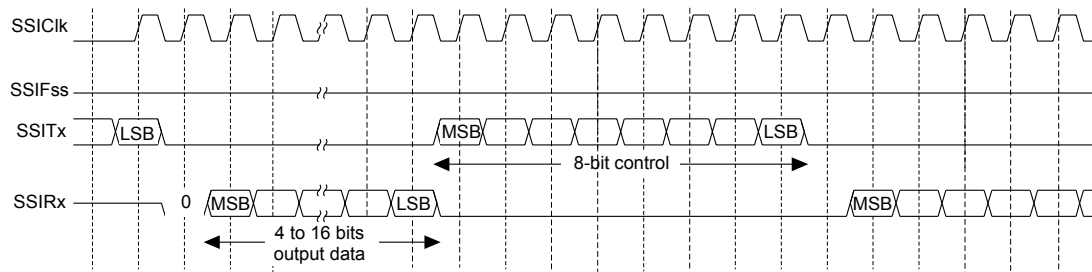 SSIClk
SSIFss
SSITx
LSB
MSB
LSB
8-bit control
SSIRx
0
MSB
LSB
MSB
4 to 16 bits
output data